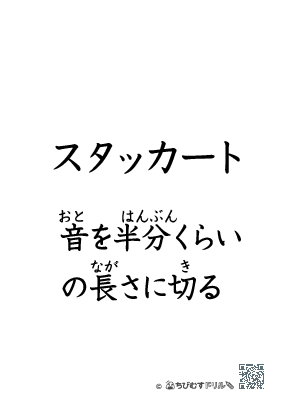 スタッカート
おと はんぶん
音を半分くらい
なが き
の長さに切る
© ちびむすドリル